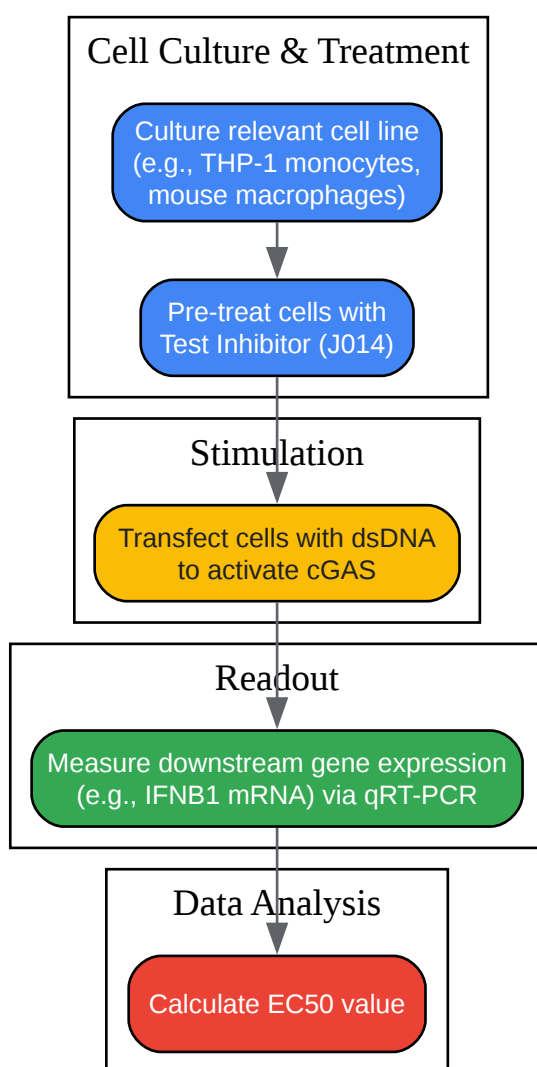 Cell Culture & Treatment
Culture relevant cell line
(e.g., THP-1 monocytes,
mouse macrophages)
Pre-treat cells with
Test Inhibitor (J014)
Stimulation
Transfect cells with dsDNA
to activate cGAS
Readout
Measure downstream gene expression
(e.g., IFNB1 mRNA) via qRT-PCR
Data Analysis
Calculate EC50 value